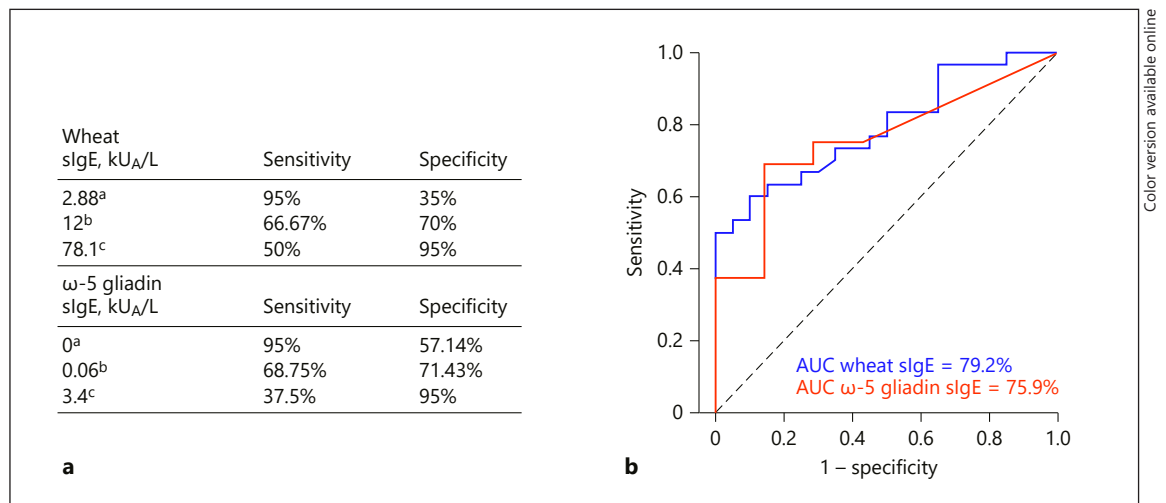 Wheat
sIgE, kUA/L Sensitivity Specificity
2.88a 95% 35%
12b 66.67% 70%
78.1c 50% 95%
ω-5 gliadin
sIgE, kUA/L Sensitivity Specificity
0a 95% 57.14%
0.06b 68.75% 71.43%
3.4c 37.5% 95%
a
1.0
0.8
0.6
0.4
0.2
0
Sensitivity
AUC wheat sIgE = 79.2%
AUC ω-5 gliadin sIgE = 75.9%
0 0.2 0.4 0.6 0.8 1.0
1 – specificity
b
Color version available online